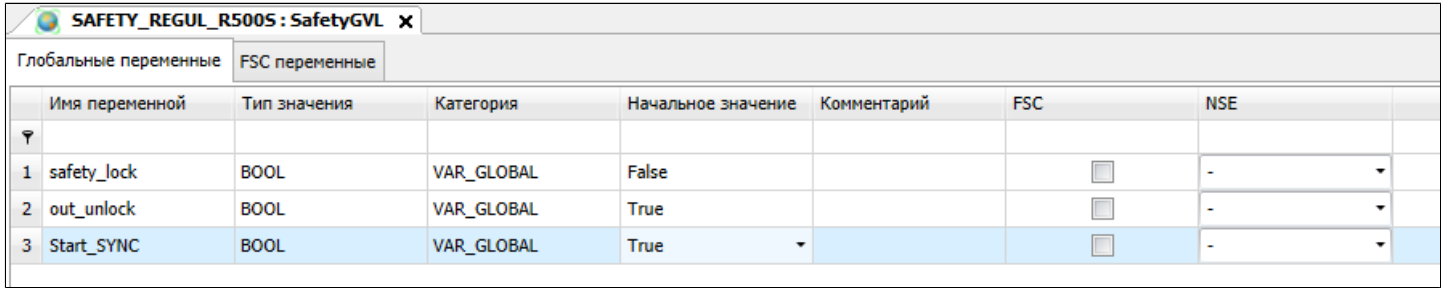 SAFETY_REGUL_R500S : SafetyGVL x
Глобальные переменные FSC переменные
Имя переменной Тип значения Категория Начальное значение Комментарий FSC NSE
1 safety_lock BOOL VAR_GLOBAL False -
2 out_unlock BOOL VAR_GLOBAL True -
3 Start_SYNC BOOL VAR_GLOBAL True -